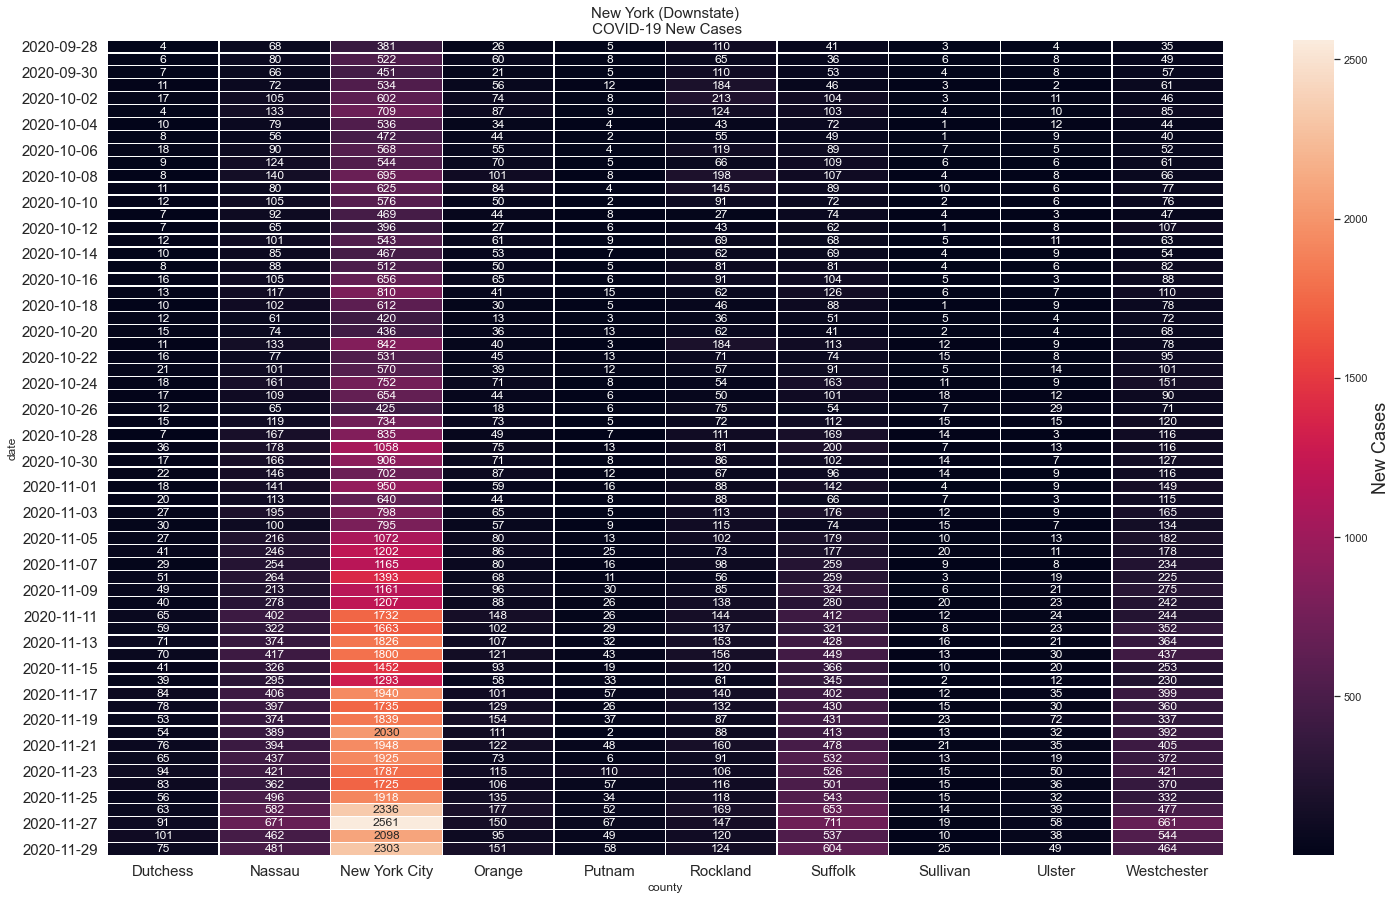 New York (Downstate)
COVID-19 New Cases
2020-09-28 4 68 381 26 5 110 41 3 4 35
6 80 522 60 8 65 36 6 8 49
2020-09-30 7 66 451 21 5 110 53 4 8 57
11 72 534 56 12 184 46 3 2 61
2020-10-02 17 105 602 74 8 213 104 3 11 46
4 133 709 87 9 124 103 4 10 85
2020-10-04 10 79 536 34 4 43 72 1 12 44
8 56 472 44 2 55 49 1 9 40
2020-10-06 18 90 568 55 4 119 89 7 5 52
9 124 544 70 5 66 109 6 6 61
2020-10-08 8 140 695 101 8 198 107 4 8 66
11 80 625 84 4 145 89 10 6 77
2020-10-10 12 105 576 50 2 91 72 2 6 76
7 92 469 44 8 27 74 4 3 47
2020-10-12 7 65 396 27 6 43 62 1 8 107
12 101 543 61 9 69 68 5 11 63
2020-10-14 10 85 467 53 7 62 69 4 9 54
8 88 512 50 5 81 81 4 6 82
2020-10-16 16 105 656 65 6 91 104 5 3 88
13 117 810 41 15 62 126 6 7 110
2020-10-18 10 102 612 30 5 46 88 1 9 78
12 61 420 13 3 36 51 5 4 72
2020-10-20 15 74 436 36 13 62 41 2 4 68
11 133 842 40 3 184 113 12 9 78
2020-10-22 16 77 531 45 13 71 74 15 8 95
21 101 570 39 12 57 91 5 14 101
2020-10-24 18 161 752 71 8 54 163 11 9 151
17 109 654 44 6 50 101 18 12 90
2020-10-26 12 65 425 18 6 75 54 7 29 71
15 119 734 73 5 72 112 15 15 120
2020-10-28 7 167 835 49 7 111 169 14 3 116
36 178 1058 75 13 81 200 7 13 116
2020-10-30 17 166 906 71 8 86 102 14 7 127
22 146 702 87 12 67 96 14 9 116
2020-11-01 18 141 950 59 16 88 142 4 9 149
20 113 640 44 8 88 66 7 3 115
2020-11-03 27 195 798 65 5 113 176 12 9 165
30 100 795 57 9 115 74 15 7 134
2020-11-05 27 216 1072 80 13 102 179 10 13 182
41 246 1202 86 25 73 177 20 11 178
2020-11-07 29 254 1165 80 16 98 259 9 8 234
51 264 1393 68 11 56 259 3 19 225
2020-11-09 49 213 1161 96 30 85 324 6 21 275
40 278 1207 88 26 138 280 20 23 242
2020-11-11 65 402 1732 148 26 144 412 12 24 244
59 322 1663 102 29 137 321 8 23 352
2020-11-13 71 374 1826 107 32 153 428 16 21 364
70 417 1800 121 43 156 449 13 30 437
2020-11-15 41 326 1452 93 19 120 366 10 20 253
39 295 1293 58 33 61 345 2 12 230
2020-11-17 84 406 1940 101 57 140 402 12 35 399
78 397 1735 129 26 132 430 15 30 360
2020-11-19 53 374 1839 154 37 87 431 23 72 337
54 389 2030 111 2 88 413 13 32 392
2020-11-21 76 394 1948 122 48 160 478 21 35 405
65 437 1925 73 6 91 532 13 19 372
2020-11-23 94 421 1787 115 110 106 526 15 50 421
83 362 1725 106 57 116 501 15 36 370
2020-11-25 56 496 1918 135 34 118 543 15 32 332
63 582 2336 177 52 169 653 14 39 477
2020-11-27 91 671 2561 150 67 147 711 19 58 661
101 462 2098 95 49 120 537 10 38 544
2020-11-29 75 481 2303 151 58 124 604 25 49 464
Dutchess Nassau New York City Orange Putnam Rockland Suffolk Sullivan Ulster Westchester
county
date
2500
2000
1500
1000
500
New Cases